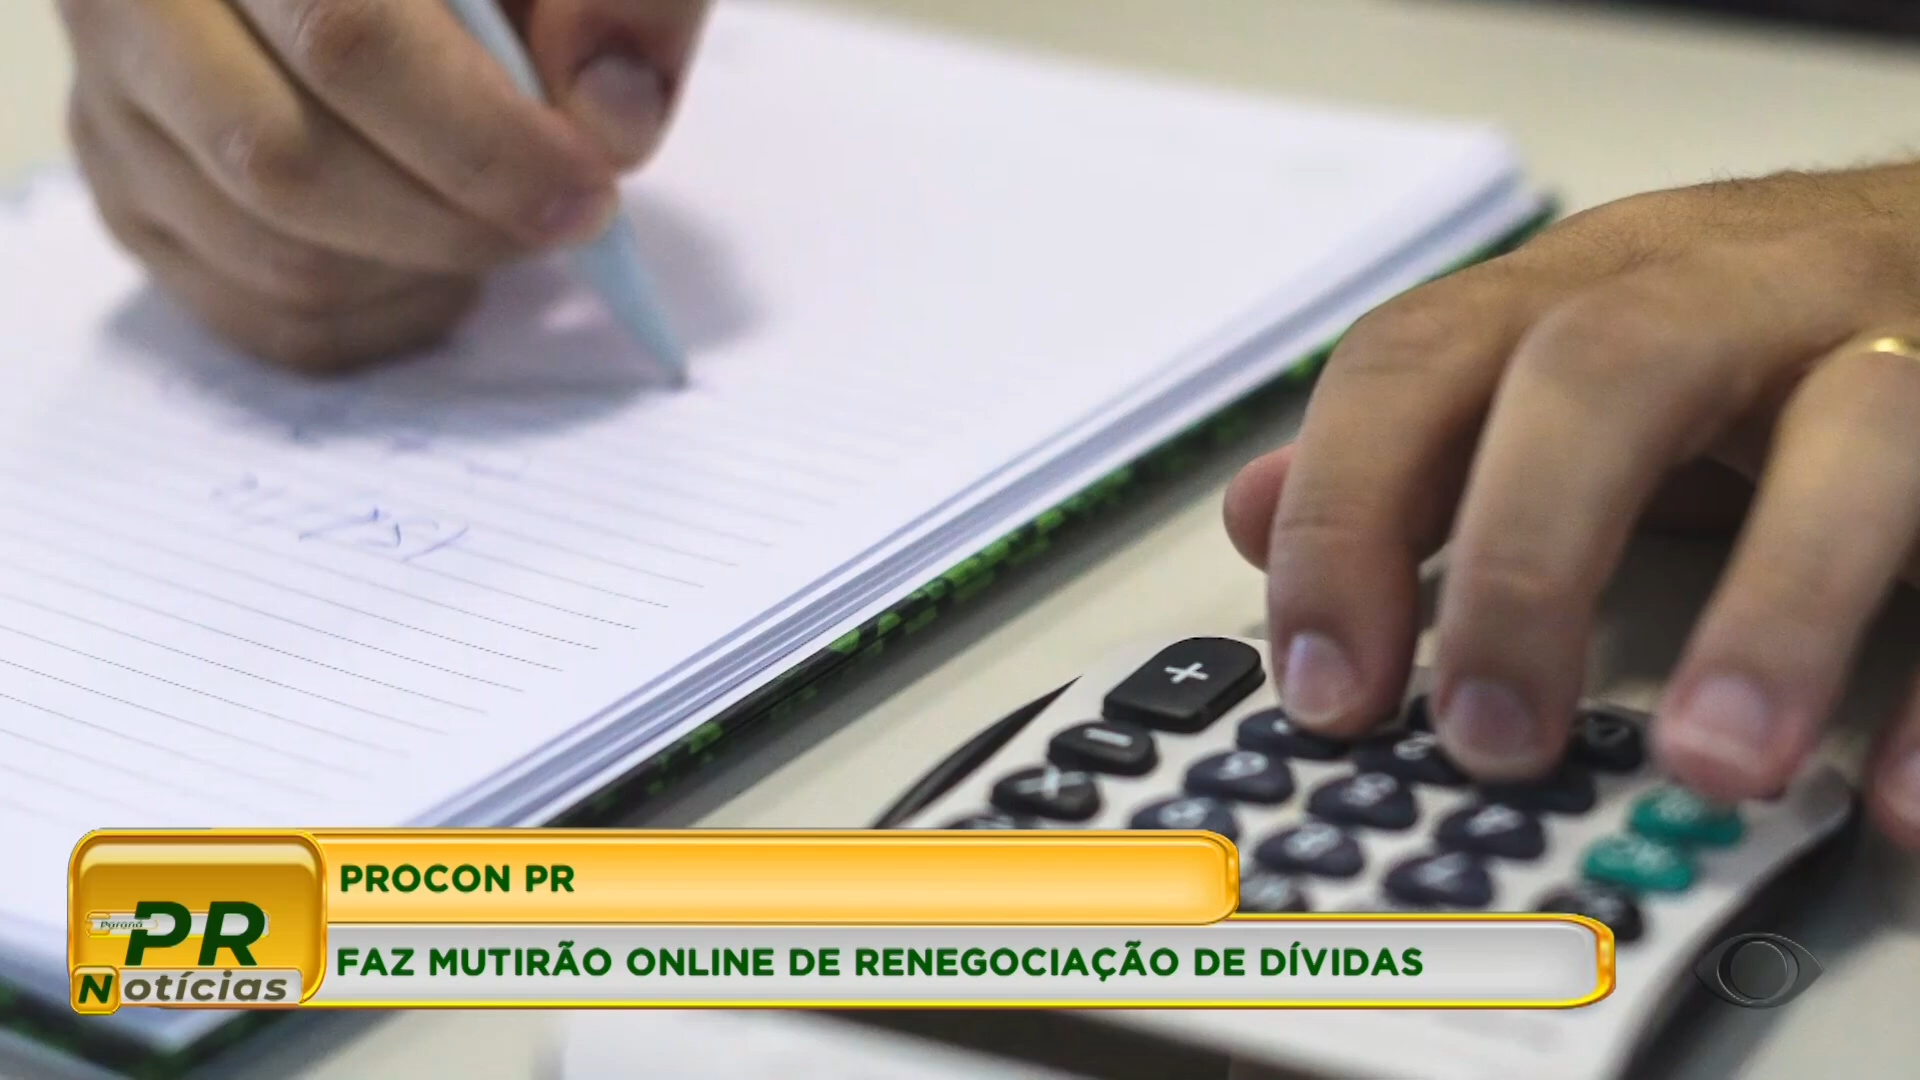 PROCON PR
FAZ MUTIRÃO ONLINE DE RENEGOCIAÇÃO DE DÍVIDAS
Paraná
PR
Notícias
+
-
X